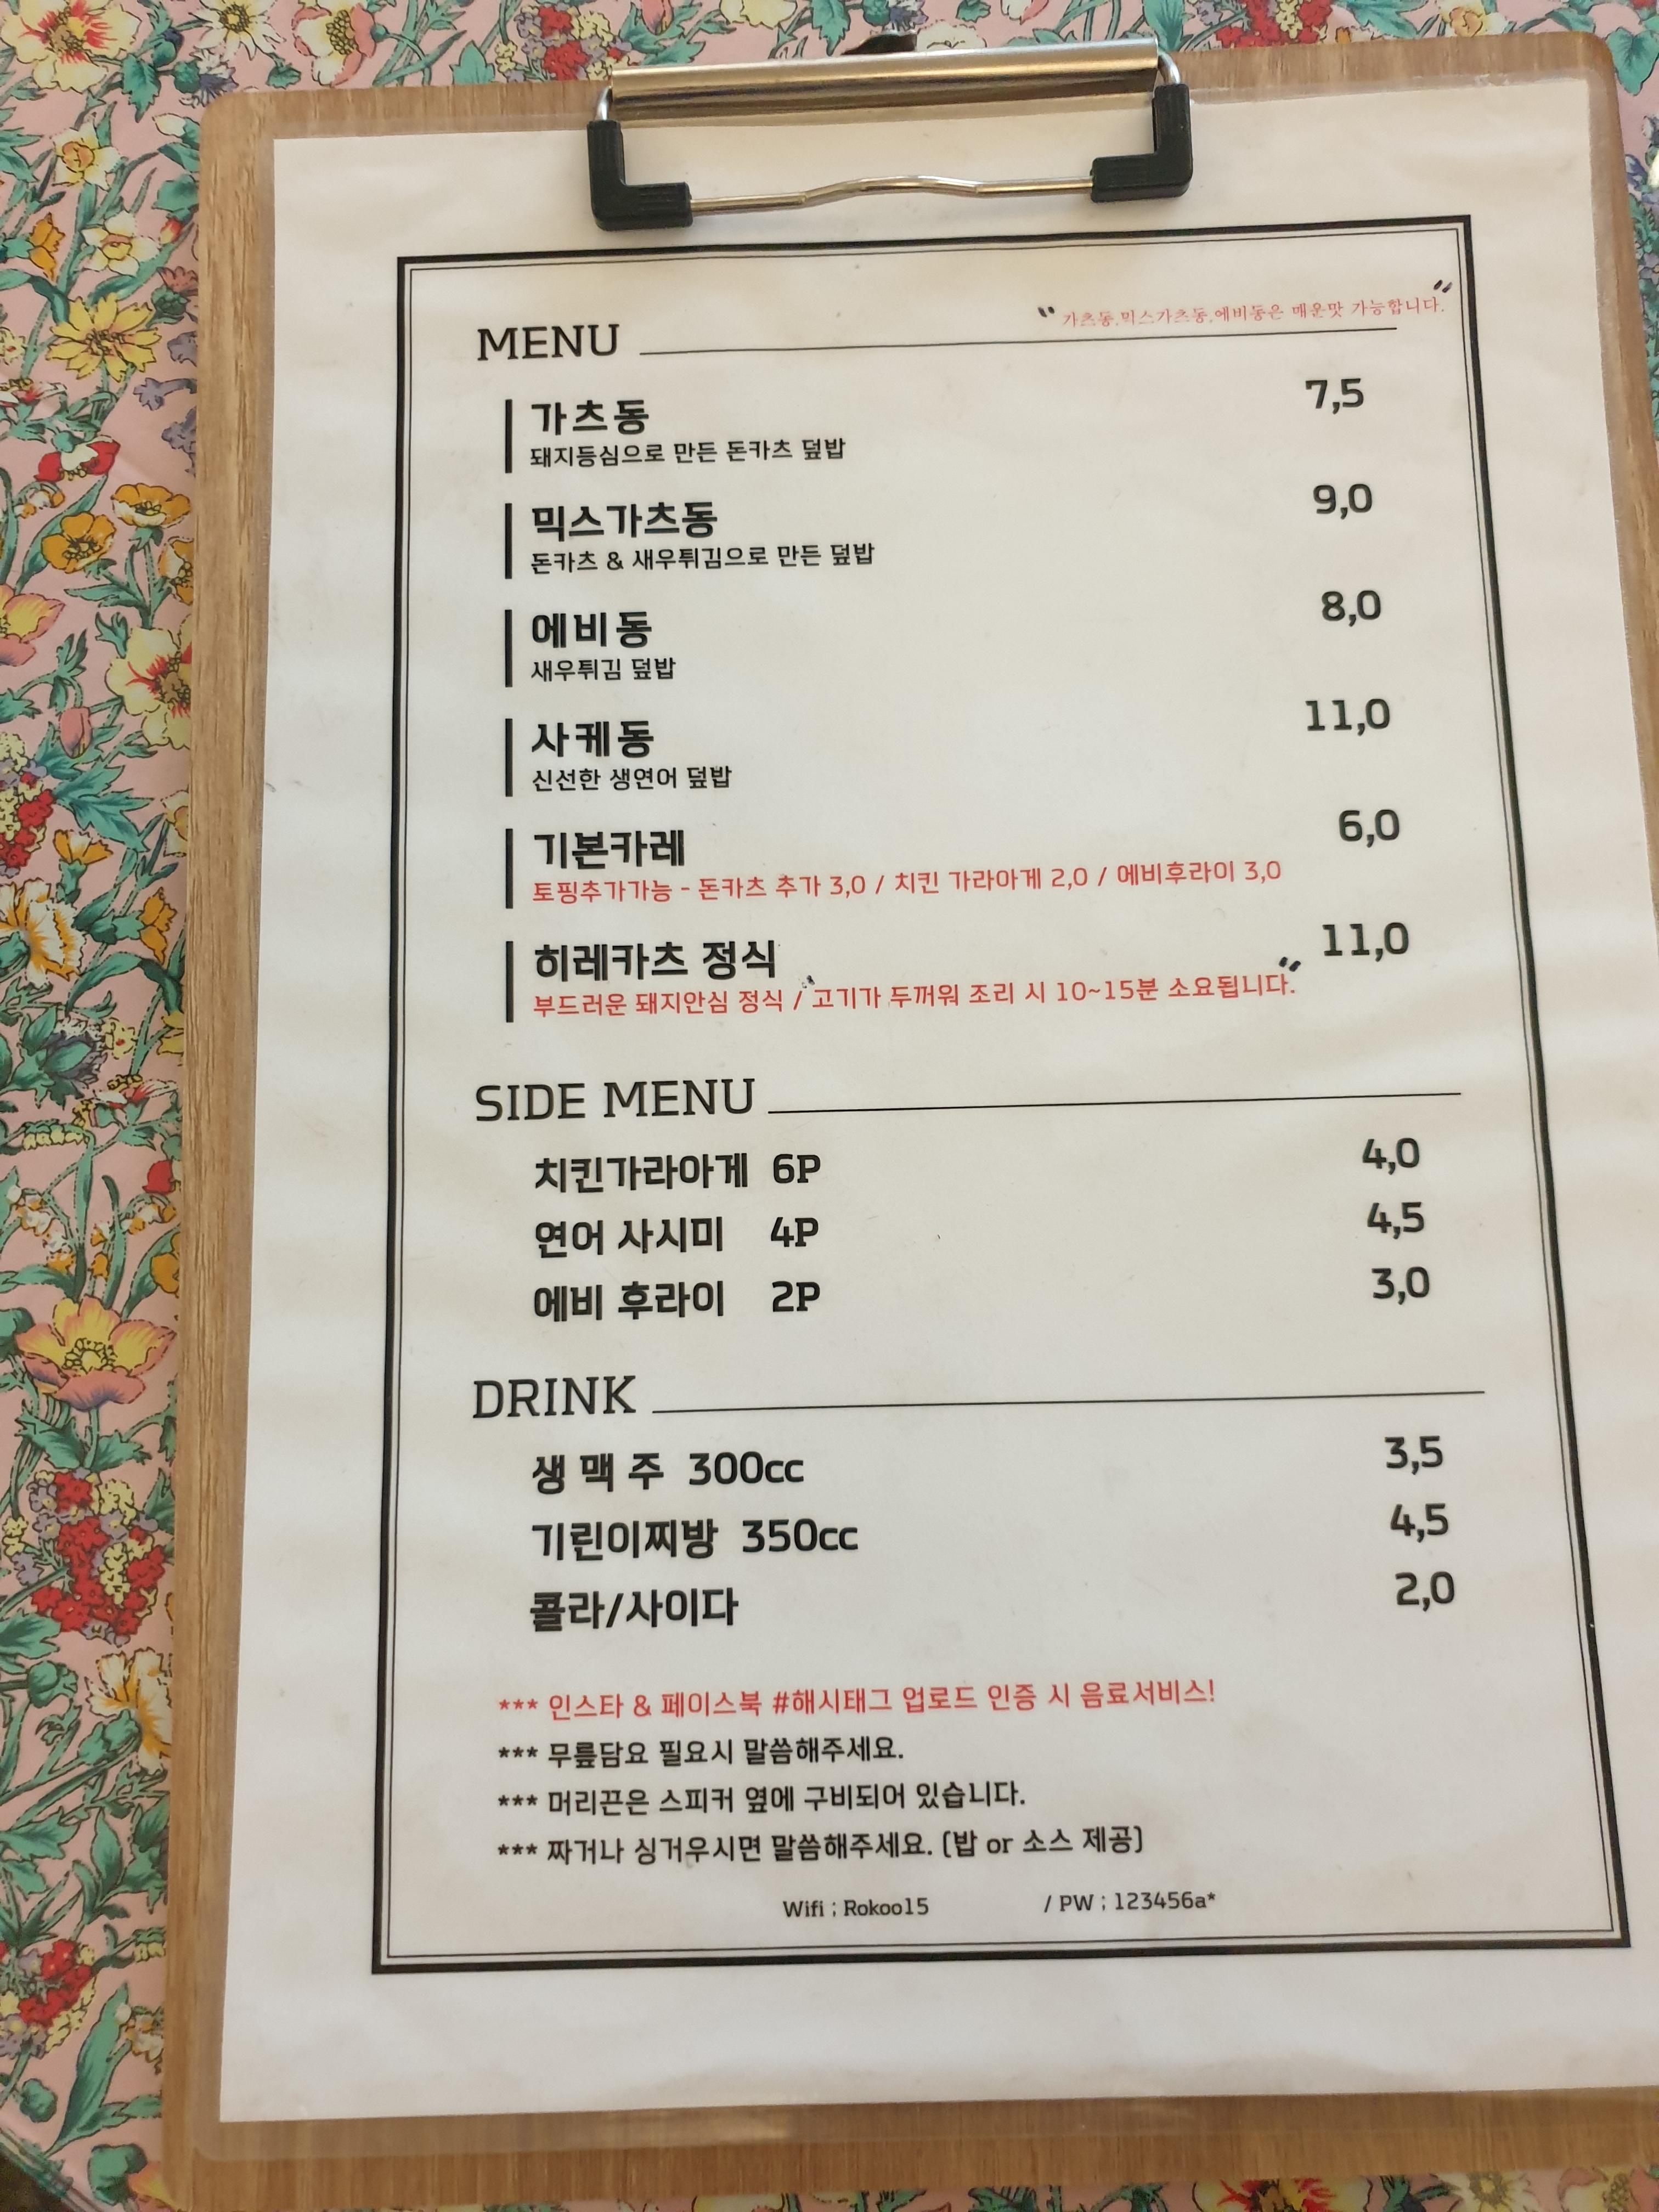 "가츠동,믹스가츠동,에비동은 매운맛 가능합니다."
MENU
가츠동 7,5
돼지등심으로 만든 돈카츠 덮밥
믹스가츠동 9,0
돈카츠 & 새우튀김으로 만든 덮밥
에비동 8,0
새우튀김 덮밥
사케동 11,0
신선한 생연어 덮밥
기본카레 6,0
토핑추가가능 - 돈카츠 추가 3,0 / 치킨 가라아게 2,0 / 에비후라이 3,0
히레카츠 정식 11,0
부드러운 돼지안심 정식 / "고기가 두꺼워 조리 시 10~15분 소요됩니다."
SIDE MENU
치킨가라아게 6P 4,0
연어 사시미 4P 4,5
에비 후라이 2P 3,0
DRINK
생 맥 주 300cc 3,5
기린이찌방 350cc 4,5
콜라/사이다 2,0
*** 인스타 & 페이스북 #해시태그 업로드 인증 시 음료서비스!
*** 무릎담요 필요시 말씀해주세요.
*** 머리끈은 스피커 옆에 구비되어 있습니다.
*** 짜거나 싱거우시면 말씀해주세요. (밥 or 소스 제공)
Wifi ; Rokoo15 / PW ; 123456a*